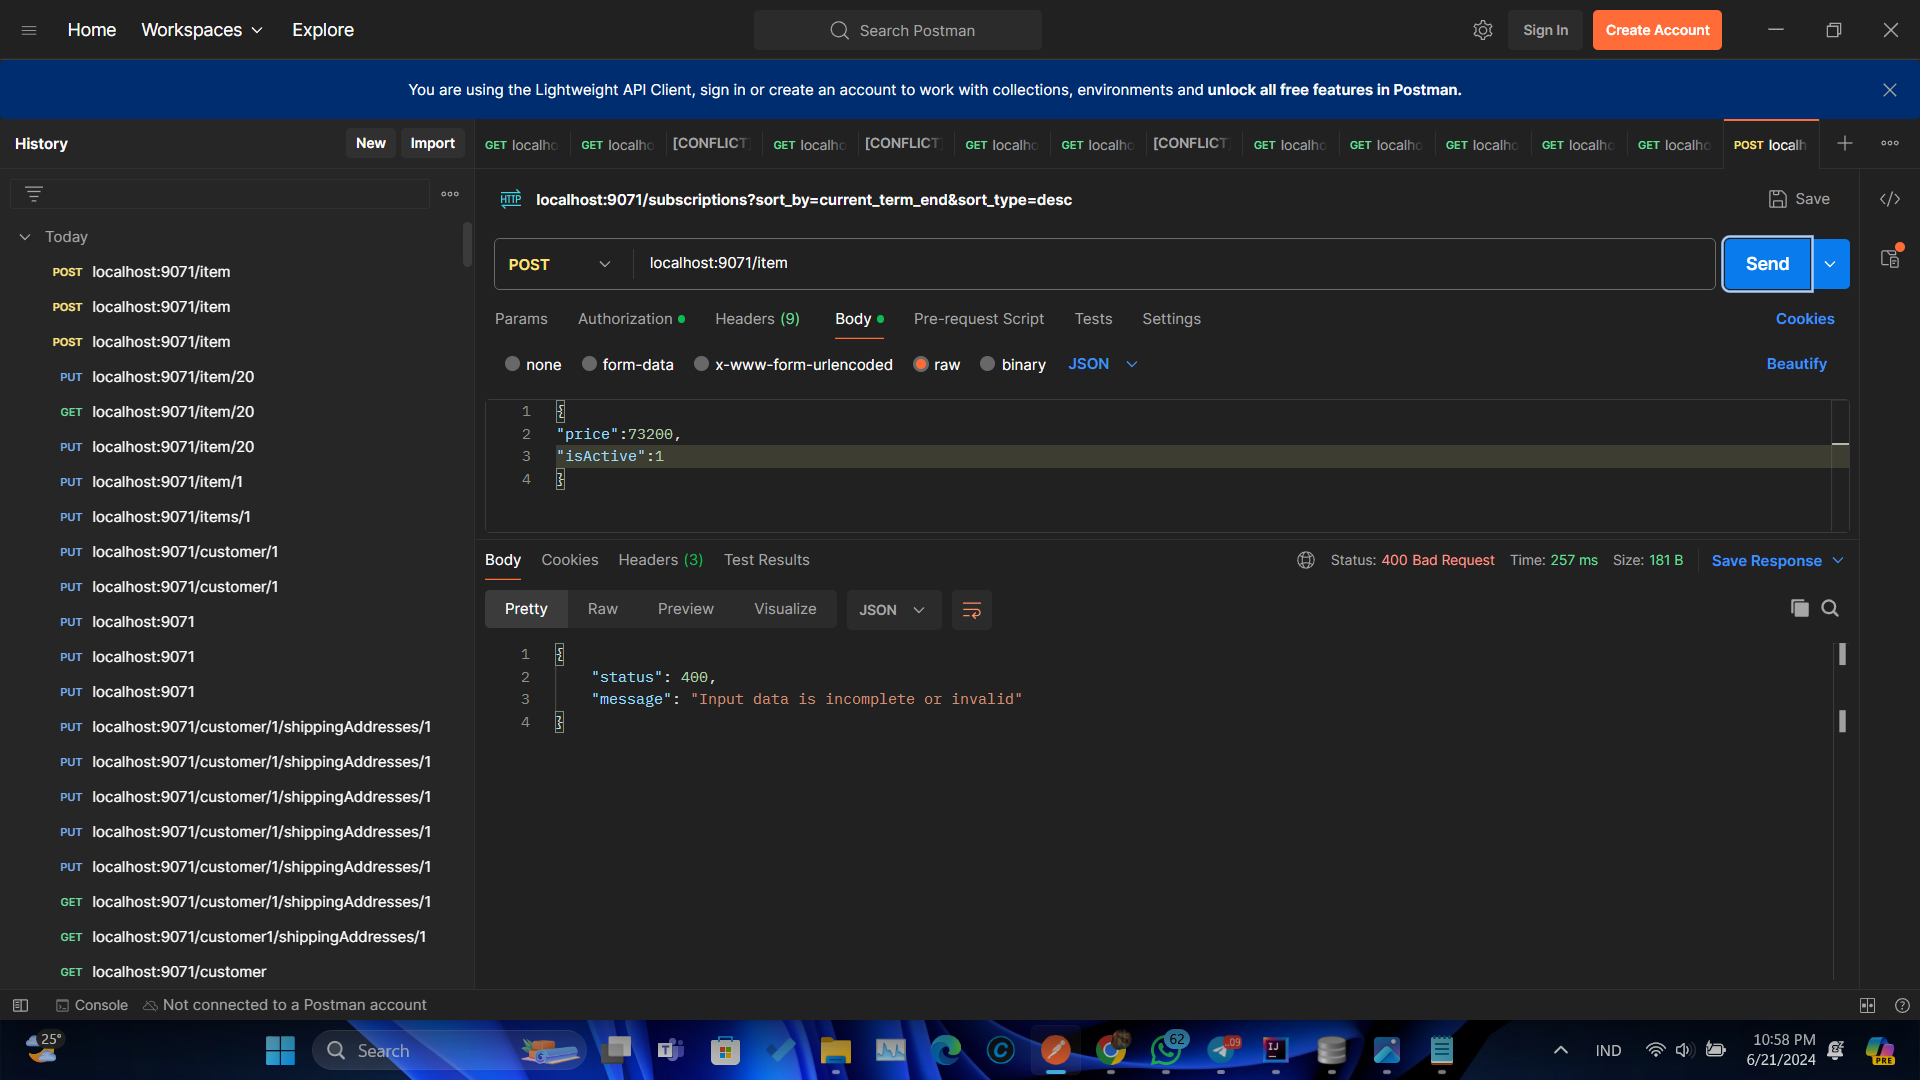 Home Workspaces Explore Search Postman Sign In Create Account
You are using the Lightweight API Client, sign in or create an account to work with collections, environments and unlock all free features in Postman.
History New Import
GET localho GET localho [CONFLICT] GET localho [CONFLICT] GET localho GET localho [CONFLICT] GET localho GET localho GET localho GET localho GET localho POST localh
HTTP localhost:9071/subscriptions?sort_by=current_term_end&sort_type=desc Save
POST localhost:9071/item Send
Params Authorization Headers (9) Body Pre-request Script Tests Settings Cookies
none form-data x-www-form-urlencoded raw binary JSON Beautify
1 {
2 "price":73200,
3 "isActive":1
4 }
Body Cookies Headers (3) Test Results Status: 400 Bad Request Time: 257 ms Size: 181 B Save Response
Pretty Raw Preview Visualize JSON
1 {
2 "status": 400,
3 "message": "Input data is incomplete or invalid"
4 }
Today
POST localhost:9071/item
POST localhost:9071/item
POST localhost:9071/item
PUT localhost:9071/item/20
GET localhost:9071/item/20
PUT localhost:9071/item/20
PUT localhost:9071/item/1
PUT localhost:9071/items/1
PUT localhost:9071/customer/1
PUT localhost:9071/customer/1
PUT localhost:9071
PUT localhost:9071
PUT localhost:9071
PUT localhost:9071/customer/1/shippingAddresses/1
PUT localhost:9071/customer/1/shippingAddresses/1
PUT localhost:9071/customer/1/shippingAddresses/1
PUT localhost:9071/customer/1/shippingAddresses/1
PUT localhost:9071/customer/1/shippingAddresses/1
GET localhost:9071/customer/1/shippingAddresses/1
GET localhost:9071/customer1/shippingAddresses/1
GET localhost:9071/customer
Console Not connected to a Postman account
25° Search 62 .09 IJ IND 10:58 PM
6/21/2024 PRE